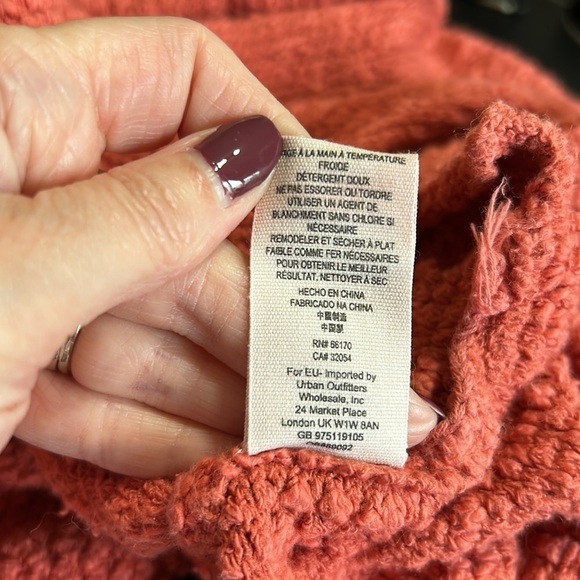 À LA MAIN À TEMPÉRATURE
FROIDE
DÉTERGENT DOUX
NE PAS ESSORER OU TORDRE
UTILISER UN AGENT DE
BLANCHIMENT SANS CHLORE SI
NÉCESSAIRE
REMODELER ET SÉCHER À PLAT
FAIBLE COMME FER NÉCESSAIRES
POUR OBTENIR LE MEILLEUR
RÉSULTAT, NETTOYER À SEC
HECHO EN CHINA
FABRICADO NA CHINA
中國制造
中国製
RN# 66170
CA# 32054
For EU- Imported by
Urban Outfitters
Wholesale, Inc
24 Market Place
London UK W1W 8AN
GB 975119105